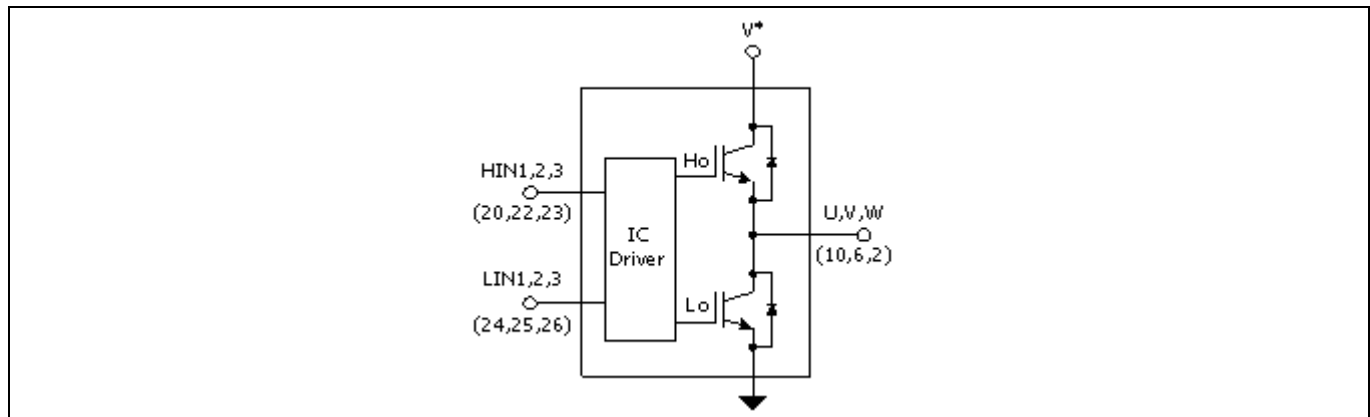 V+
Ho
HIN1,2,3
(20,22,23)
U,V,W
(10,6,2)
IC
Driver
LIN1,2,3
(24,25,26)
Lo